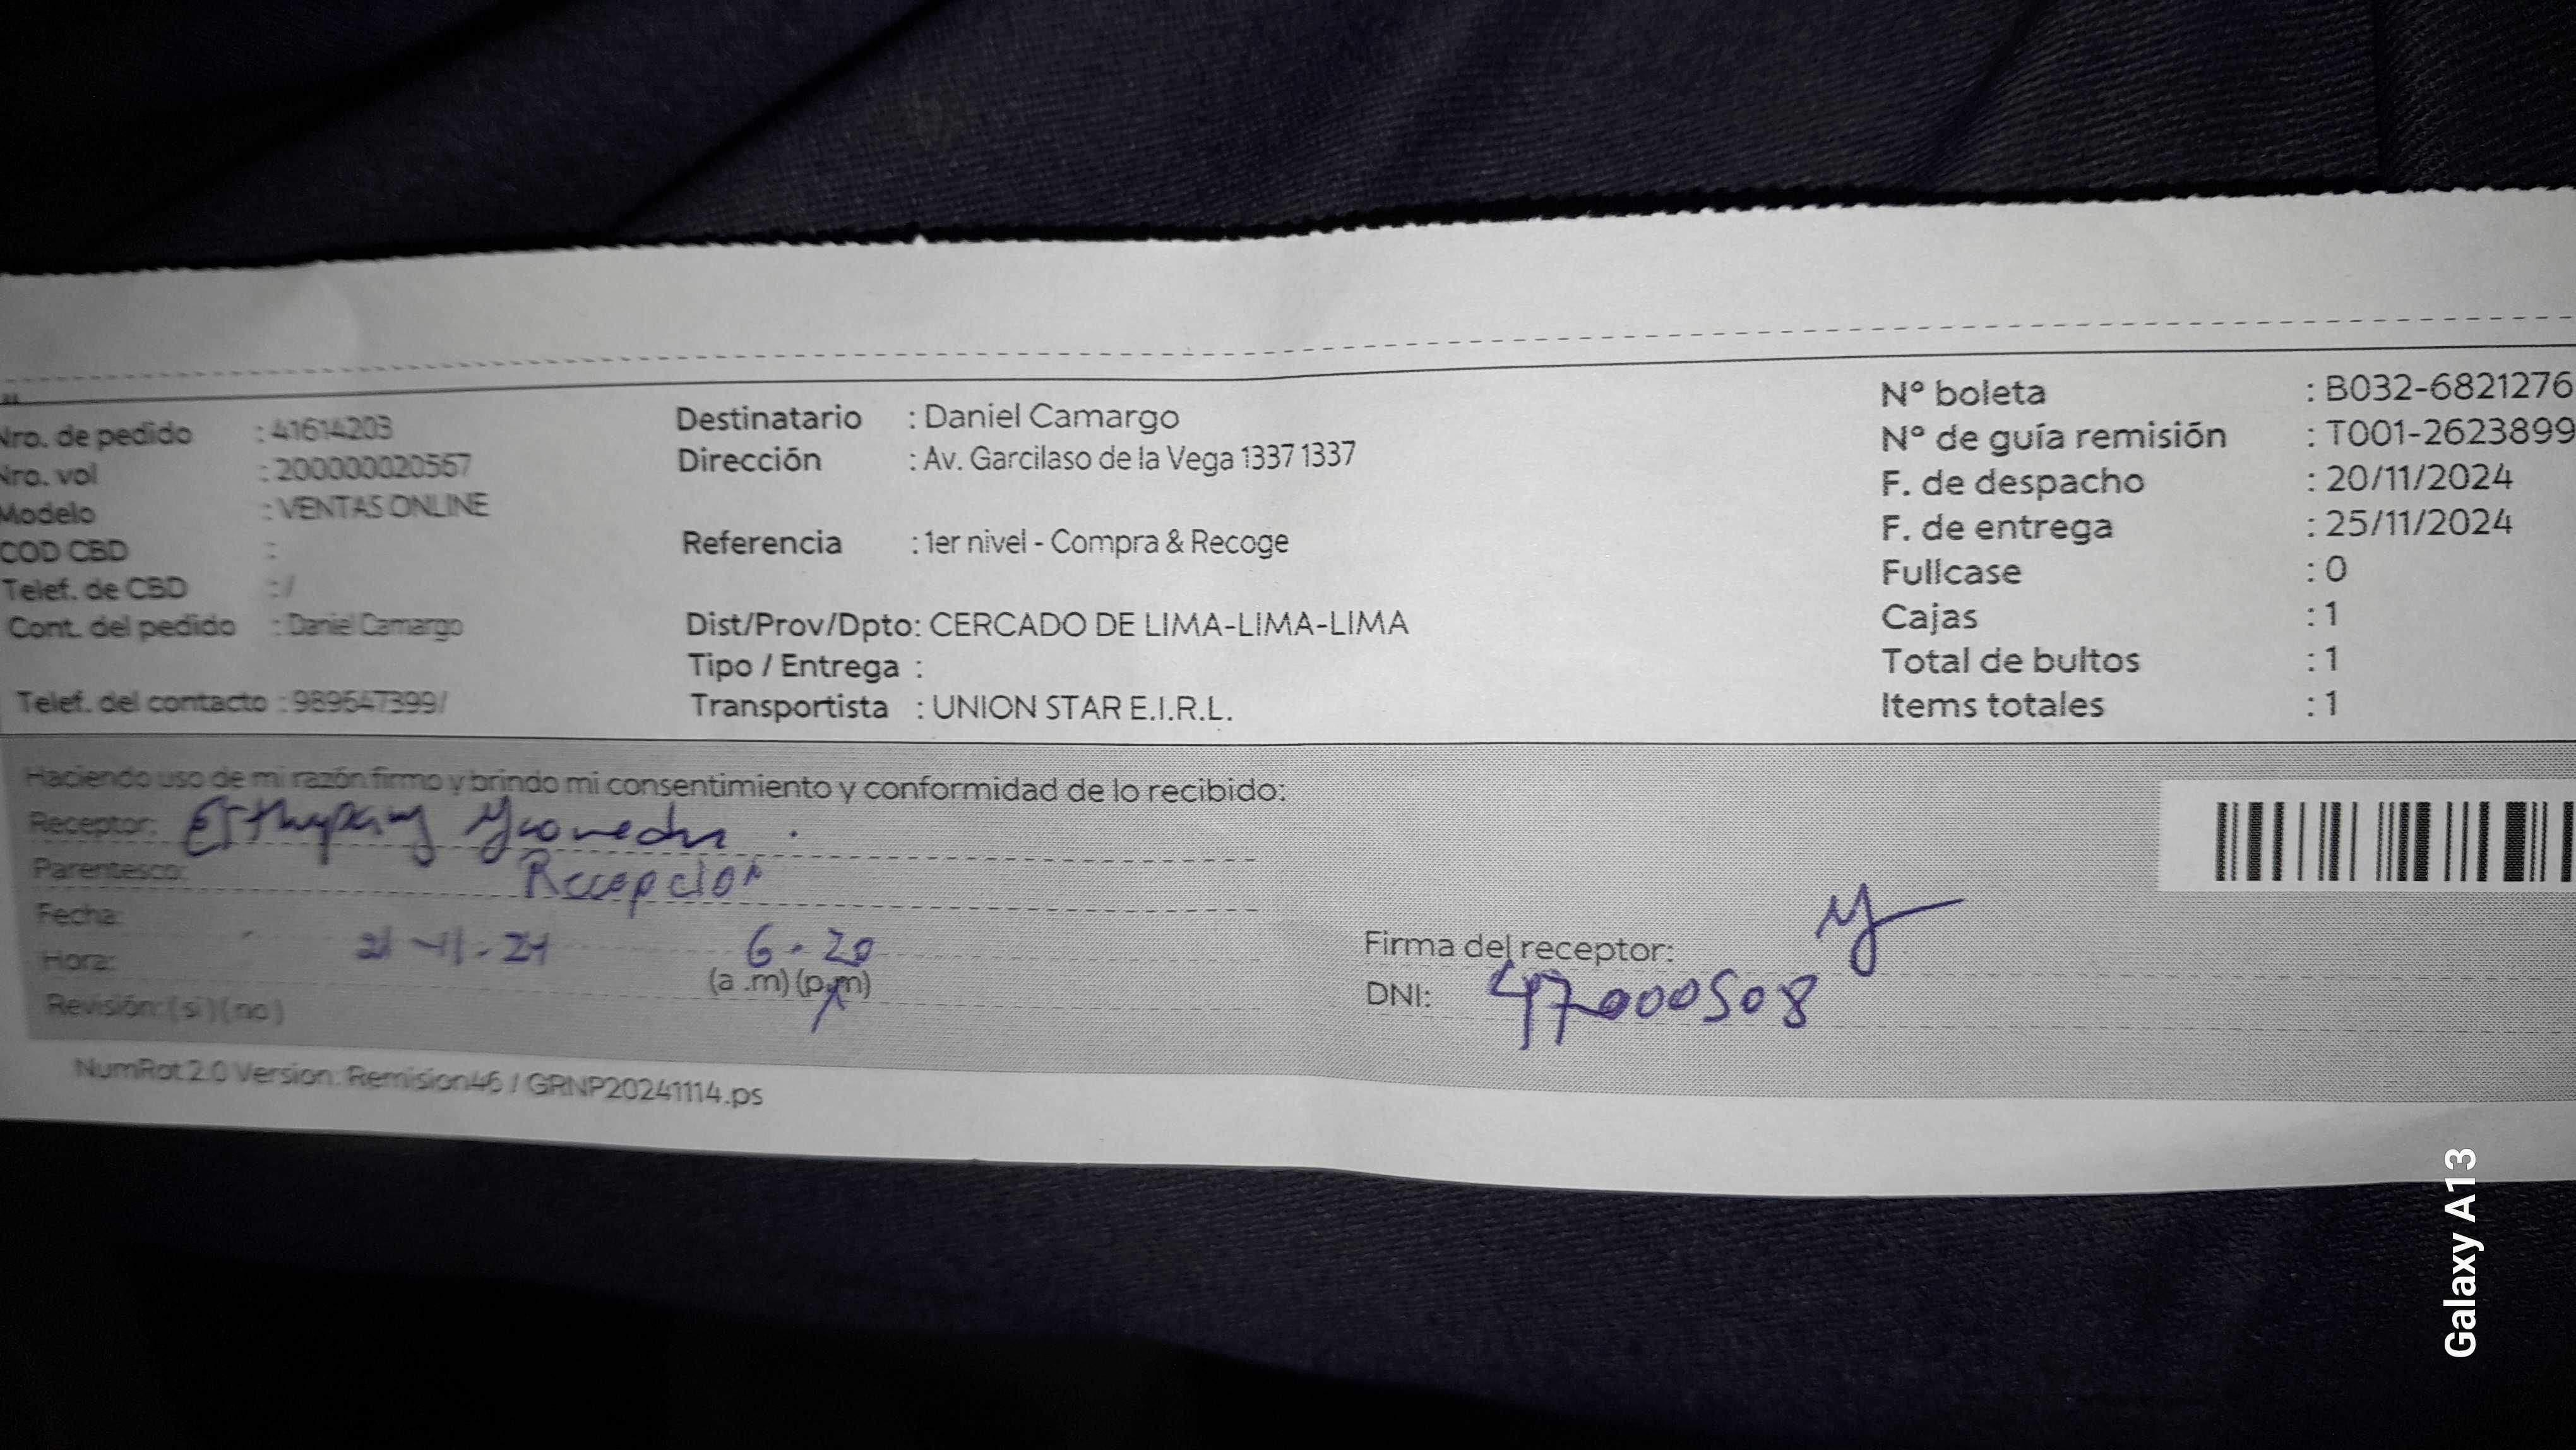 Nro. de pedido : 41614203
Nro. vol : 200000020567
Modelo : VENTAS ONLINE
COD CBD :
Telef. de CBD : /
Cont. del pedido : Daniel Camargo
Telef. del contacto : 989647399/
Destinatario : Daniel Camargo
Dirección : Av. Garcilaso de la Vega 1337 1337
Referencia : 1er nivel - Compra & Recoge
Dist/Prov/Dpto: CERCADO DE LIMA-LIMA-LIMA
Tipo / Entrega :
Transportista : UNION STAR E.I.R.L.
N° boleta : B032-6821276
N° de guía remisión : T001-2623899
F. de despacho : 20/11/2024
F. de entrega : 25/11/2024
Fullcase : 0
Cajas : 1
Total de bultos : 1
Items totales : 1
Haciendo uso de mi razón firmo y brindo mi consentimiento y conformidad de lo recibido:
Receptor:
Parentesco: Recepcion
Fecha:
21-11-24 6-20
Hora: (a .m) (p.m)
Revisión: (si) (no)
Firma del receptor:
DNI: 47000508
NumRot 2.0 Version: Remision46 / GRNP20241114.ps
Galaxy A13